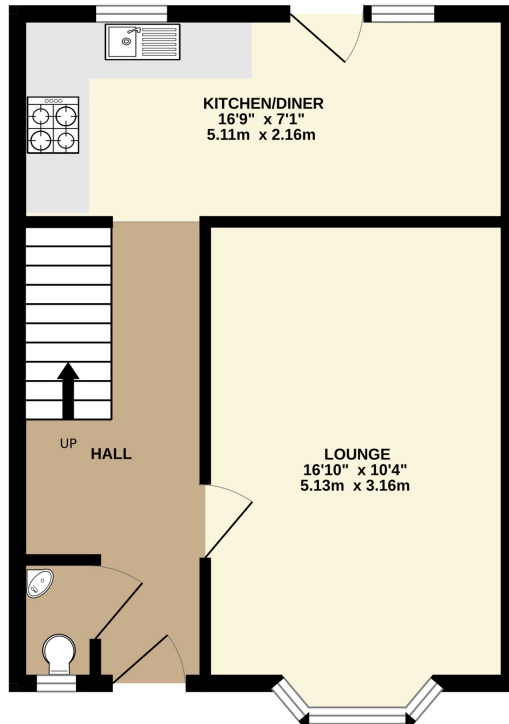 KITCHEN/DINER
16'9" x 7'1"
5.11m x 2.16m
UP
HALL
LOUNGE
16'10" x 10'4"
5.13m x 3.16m